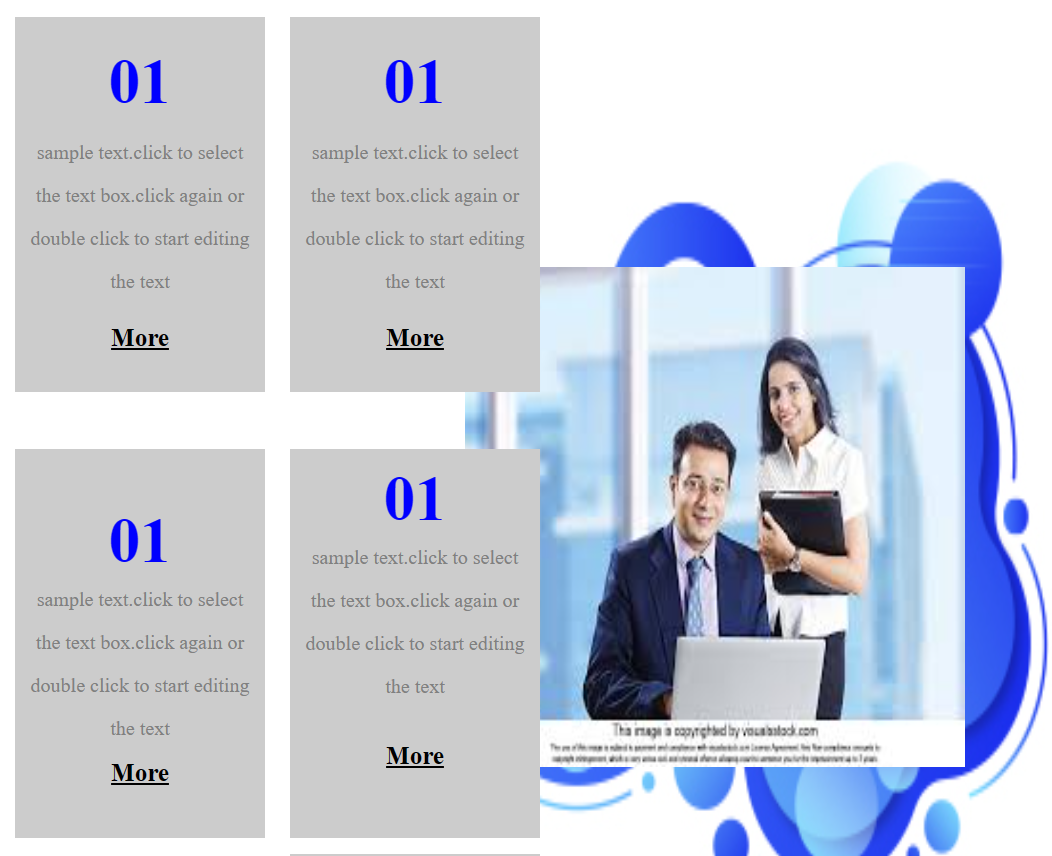 01
sample text.click to select
the text box.click again or
double click to start editing
the text
More
01
sample text.click to select
the text box.click again or
double click to start editing
the text
More
01
sample text.click to select
the text box.click again or
double click to start editing
the text
More
01
sample text.click to select
the text box.click again or
double click to start editing
the text
More
This image is copyrighted by visualsstock.com